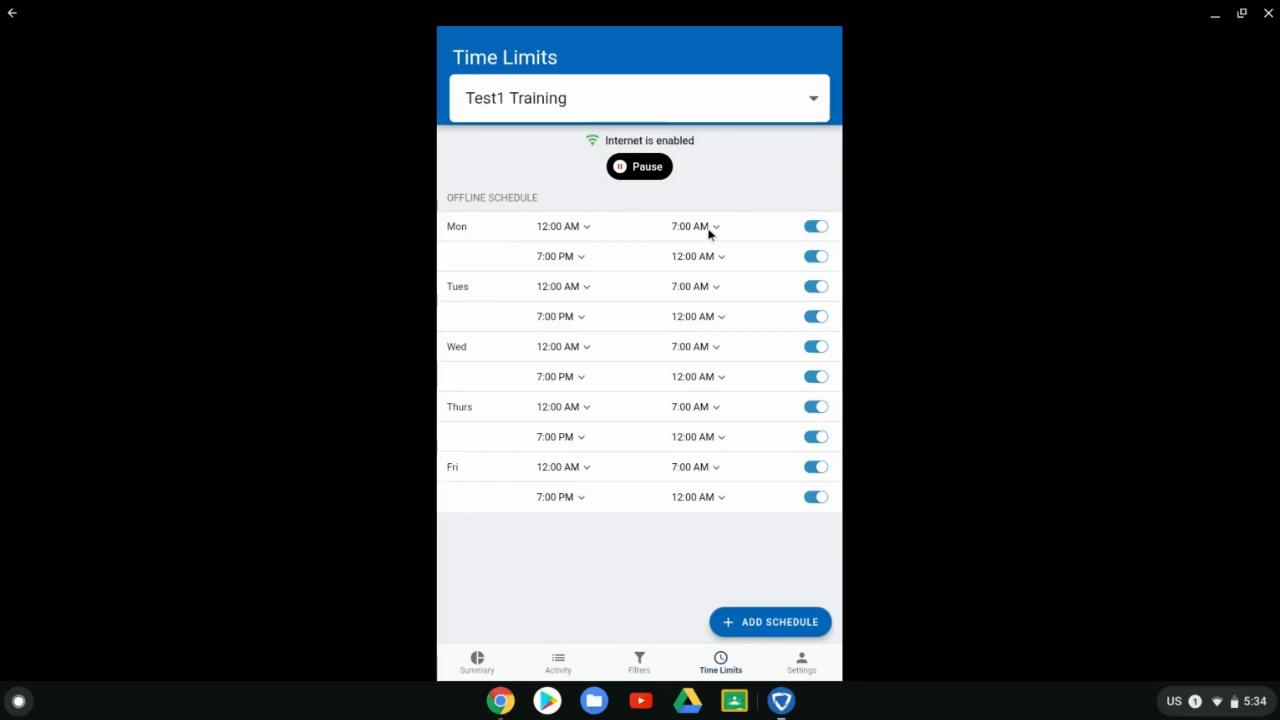 Time Limits
Test1 Training
Internet is enabled
Pause
OFFLINE SCHEDULE
Mon 12:00 AM 7:00 AM
7:00 PM 12:00 AM
Tues 12:00 AM 7:00 AM
7:00 PM 12:00 AM
Wed 12:00 AM 7:00 AM
7:00 PM 12:00 AM
Thurs 12:00 AM 7:00 AM
7:00 PM 12:00 AM
Fri 12:00 AM 7:00 AM
7:00 PM 12:00 AM
+ ADD SCHEDULE
Summary Activity Filters Time Limits Settings
US 1 5:34